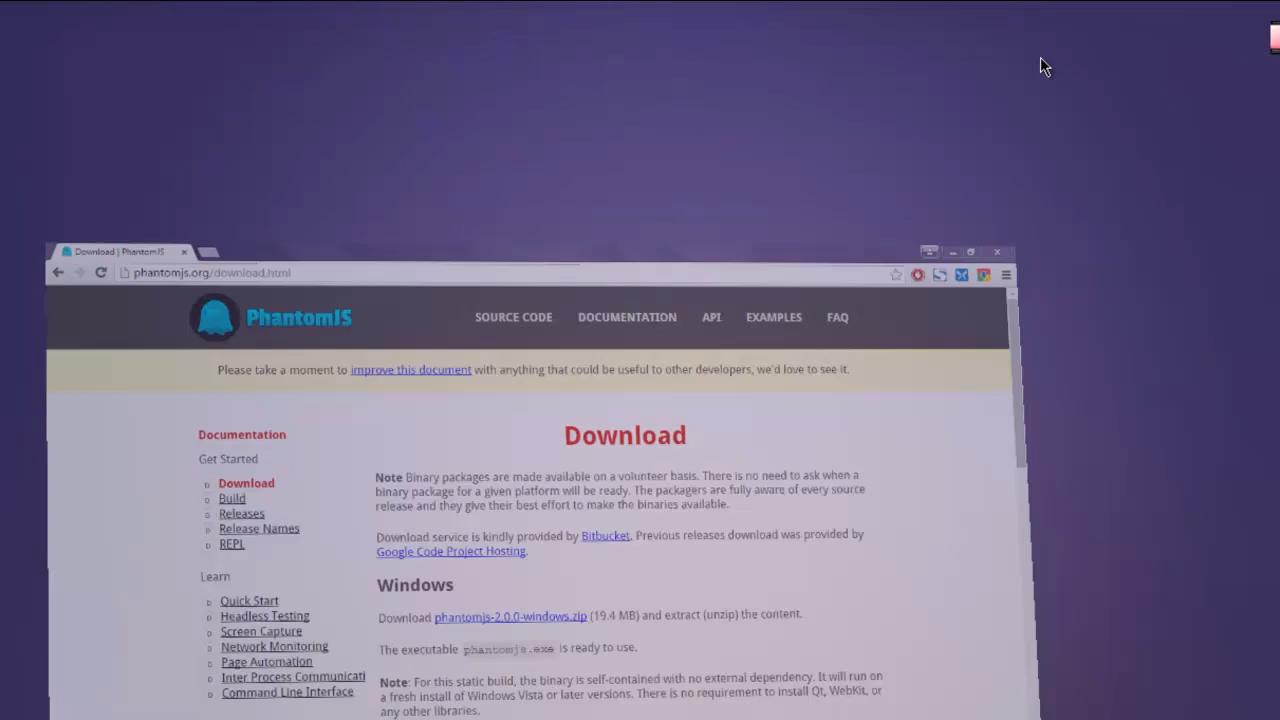 Download | PhantomJS
phantomjs.org/download.html
PhantomJS
SOURCE CODE DOCUMENTATION API EXAMPLES FAQ
Please take a moment to improve this document with anything that could be useful to other developers, we'd love to see it.
Documentation
Get Started
Download
Build
Releases
Release Names
REPL
Learn
Quick Start
Headless Testing
Screen Capture
Network Monitoring
Page Automation
Inter Process Communicati
Command Line Interface
Download
Note Binary packages are made available on a volunteer basis. There is no need to ask when a
binary package for a given platform will be ready. The packagers are fully aware of every source
release and they give their best effort to make the binaries available.
Download service is kindly provided by Bitbucket. Previous releases download was provided by
Google Code Project Hosting.
Windows
Download phantomjs-2.0.0-windows.zip (19.4 MB) and extract (unzip) the content.
The executable phantomjs.exe is ready to use.
Note: For this static build, the binary is self-contained with no external dependency. It will run on
a fresh install of Windows Vista or later versions. There is no requirement to install Qt, WebKit, or
any other libraries.